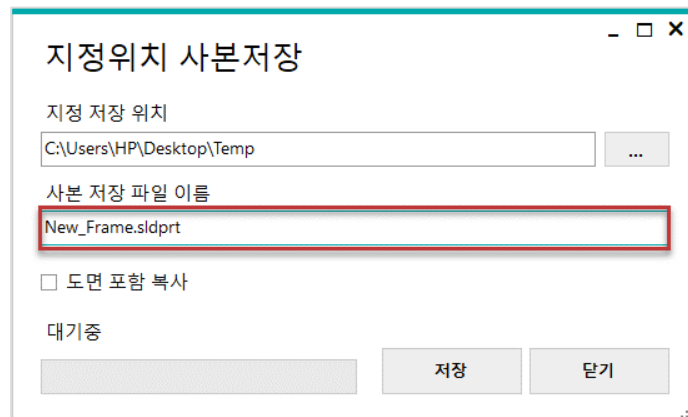 지정위치 사본저장
지정 저장 위치
C:\Users\HP\Desktop\Temp
...
사본 저장 파일 이름
New_Frame.sldprt
도면 포함 복사
대기중
저장
닫기